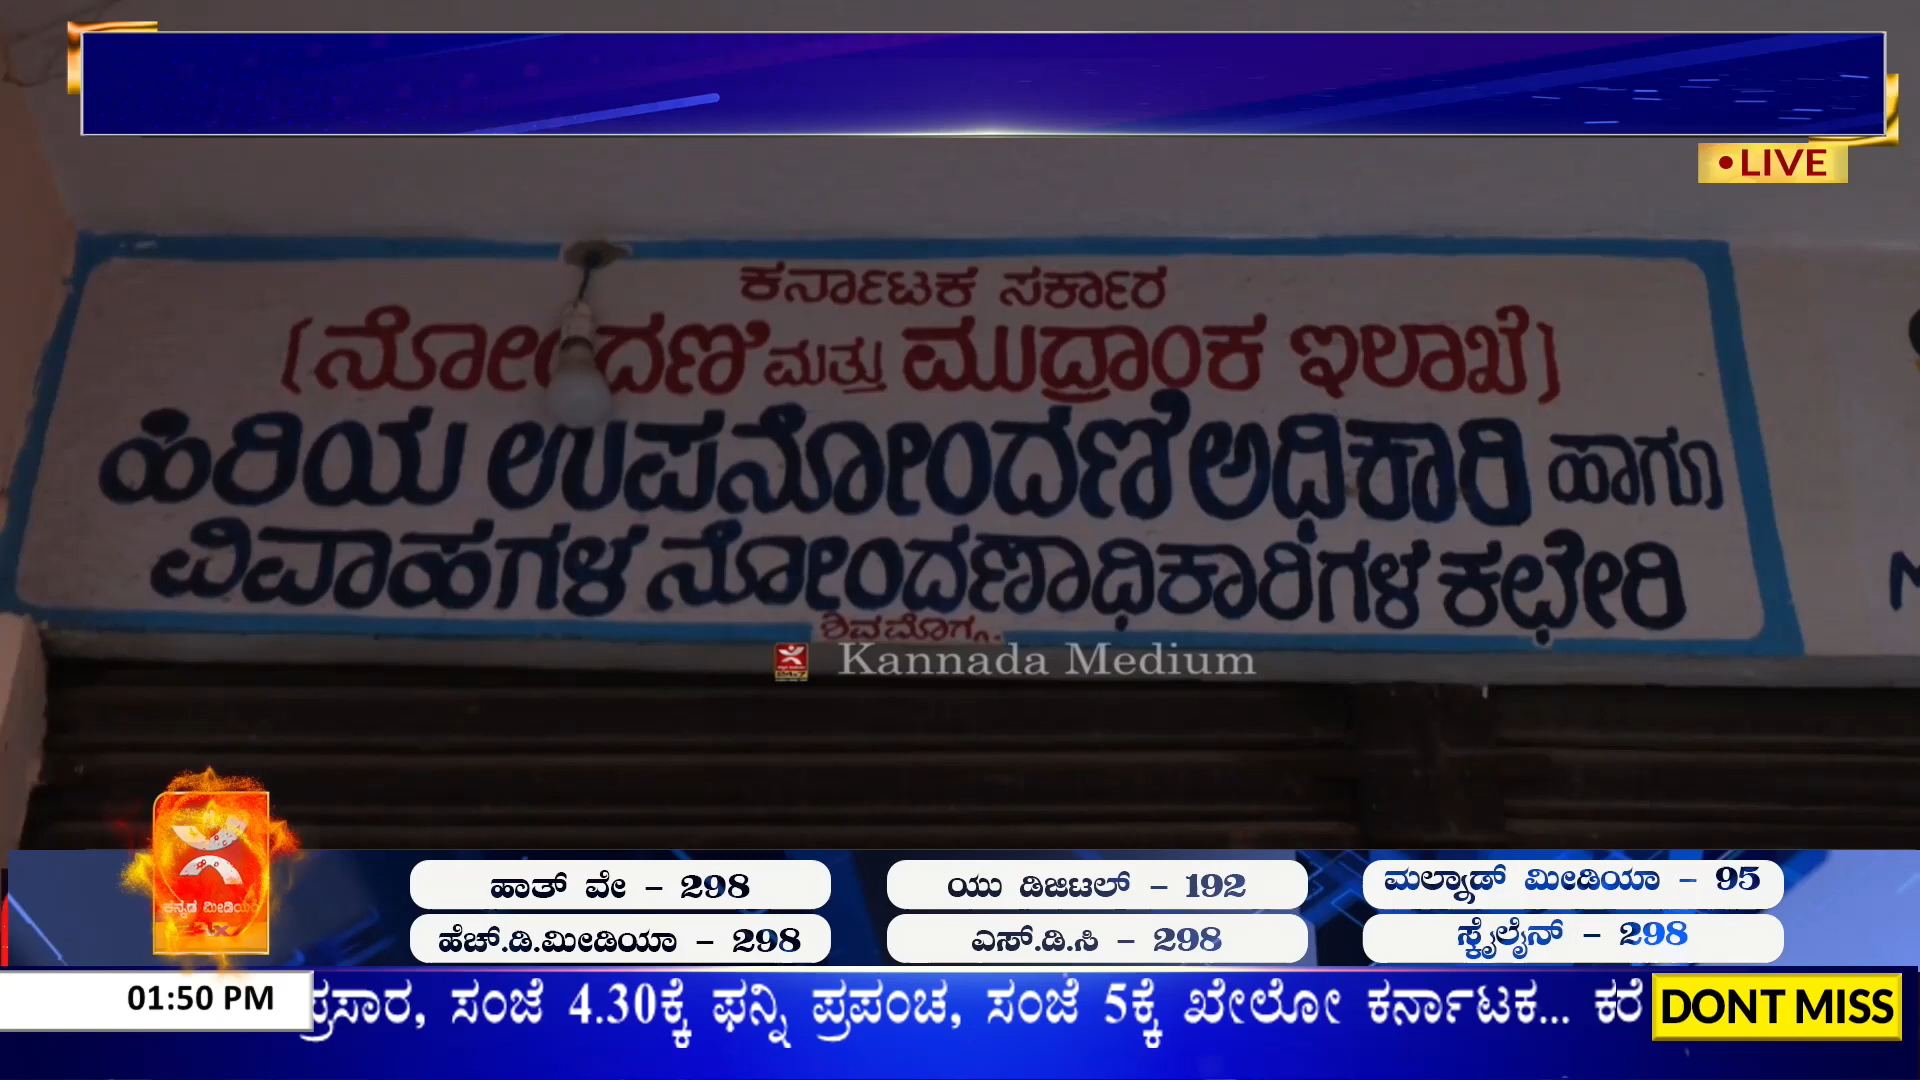 • LIVE
ಕರ್ನಾಟಕ ಸರ್ಕಾರ
(ನೋಂದಣಿ ಮತ್ತು ಮುದ್ರಾಂಕ ಇಲಾಖೆ)
ಹಿರಿಯ ಉಪನೋಂದಣೆ ಅಧಿಕಾರಿ ಹಾಗೂ
ವಿವಾಹಗಳ ನೋಂದಣಾಧಿಕಾರಿಗಳ ಕಛೇರಿ
ಶಿವಮೊಗ್ಗ.
Kannada Medium
ಹಾತ್ ವೇ - 298
ಯು ಡಿಜಿಟಲ್ - 192
ಮಲ್ನಾಡ್ ಮೀಡಿಯಾ - 95
ಹೆಚ್.ಡಿ.ಮೀಡಿಯಾ - 298
ಎಸ್.ಡಿ.ಸಿ - 298
ಸ್ಕೈಲೈನ್ - 298
ಕನ್ನಡ ಮೀಡಿಯಂ
01:50 PM
ಪ್ರಸಾರ, ಸಂಜೆ 4.30ಕ್ಕೆ ಫನ್ನಿ ಪ್ರಪಂಚ, ಸಂಜೆ 5ಕ್ಕೆ ಖೇಲೋ ಕರ್ನಾಟಕ... ಕರೆ
DONT MISS